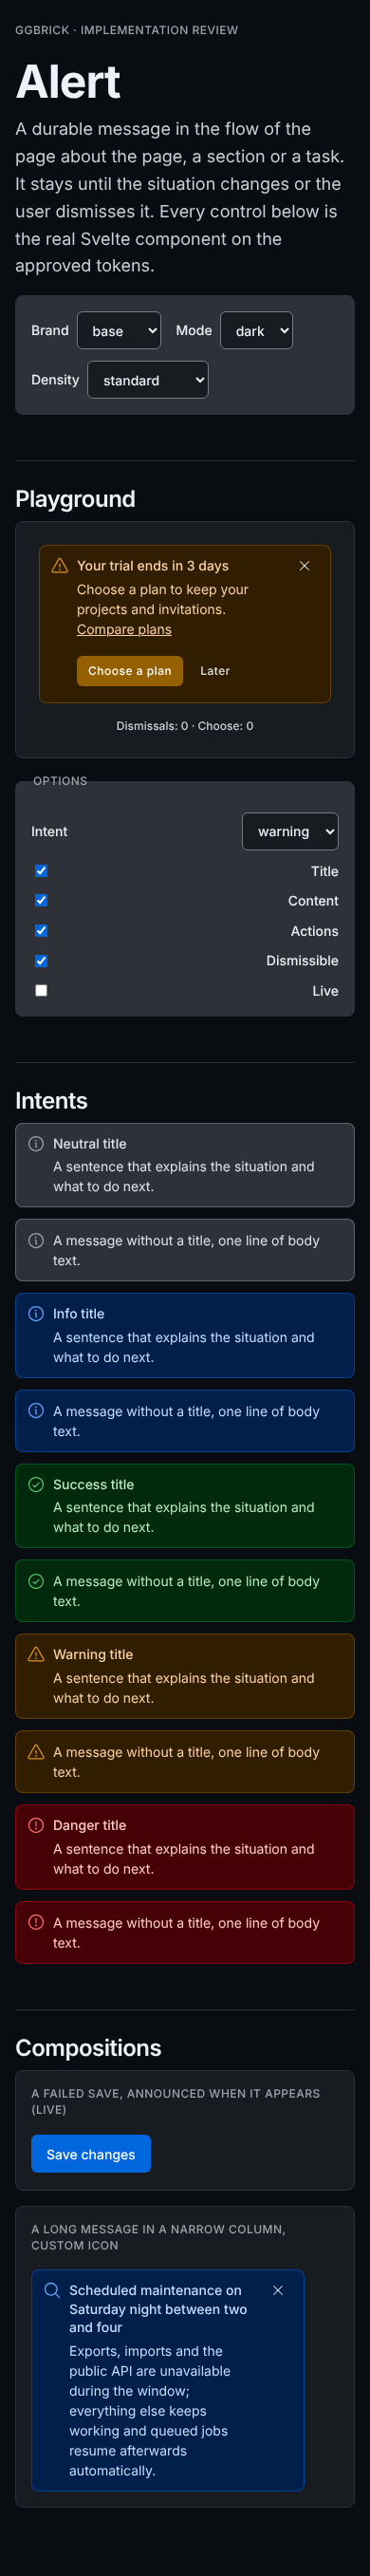 GGBRICK · IMPLEMENTATION REVIEW
Alert
A durable message in the flow of the
page about the page, a section or a task.
It stays until the situation changes or the
user dismisses it. Every control below is
the real Svelte component on the
approved tokens.
Brand base Mode dark
Density standard
Playground
Your trial ends in 3 days
Choose a plan to keep your
projects and invitations.
Compare plans
Choose a plan Later
Dismissals: 0 · Choose: 0
OPTIONS
Intent warning
Title
Content
Actions
Dismissible
Live
Intents
Neutral title
A sentence that explains the situation and
what to do next.
A message without a title, one line of body
text.
Info title
A sentence that explains the situation and
what to do next.
A message without a title, one line of body
text.
Success title
A sentence that explains the situation and
what to do next.
A message without a title, one line of body
text.
Warning title
A sentence that explains the situation and
what to do next.
A message without a title, one line of body
text.
Danger title
A sentence that explains the situation and
what to do next.
A message without a title, one line of body
text.
Compositions
A FAILED SAVE, ANNOUNCED WHEN IT APPEARS
(LIVE)
Save changes
A LONG MESSAGE IN A NARROW COLUMN,
CUSTOM ICON
Scheduled maintenance on
Saturday night between two
and four
Exports, imports and the
public API are unavailable
during the window;
everything else keeps
working and queued jobs
resume afterwards
automatically.